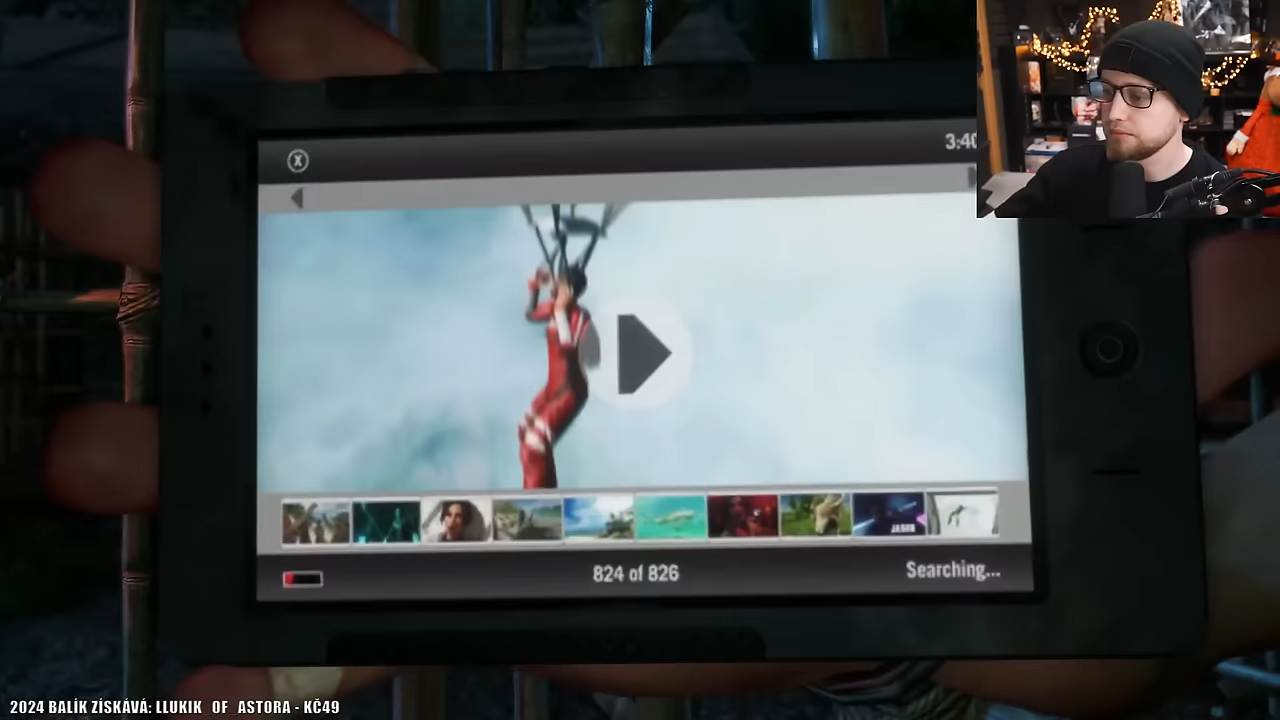 X
3:40
JASON
824 of 826
Searching...
2024 BALÍK ZÍSKÁVÁ: LLUKIK_OF_ASTORA - KČ49